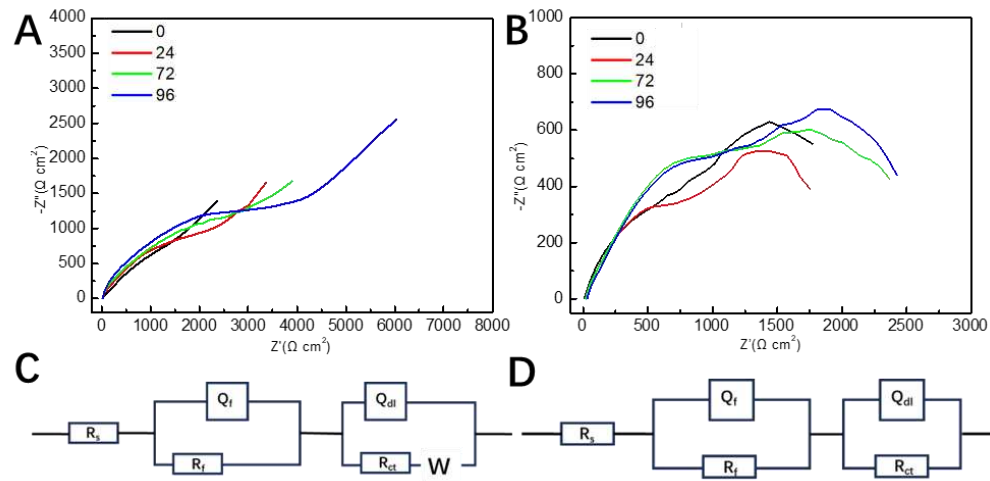 A
4000
3500
3000
2500
2000
1500
1000
500
0
-Z''(Ω cm²)
0
24
72
96
0 1000 2000 3000 4000 5000 6000 7000 8000
Z'(Ω cm²)
B
1000
800
600
400
200
0
-Z''(Ω cm²)
0
24
72
96
0 500 1000 1500 2000 2500 3000
Z'(Ω cm²)
C
Rs
Qf
Rf
Qdl
Rct
W
D
Rs
Qf
Rf
Qdl
Rct